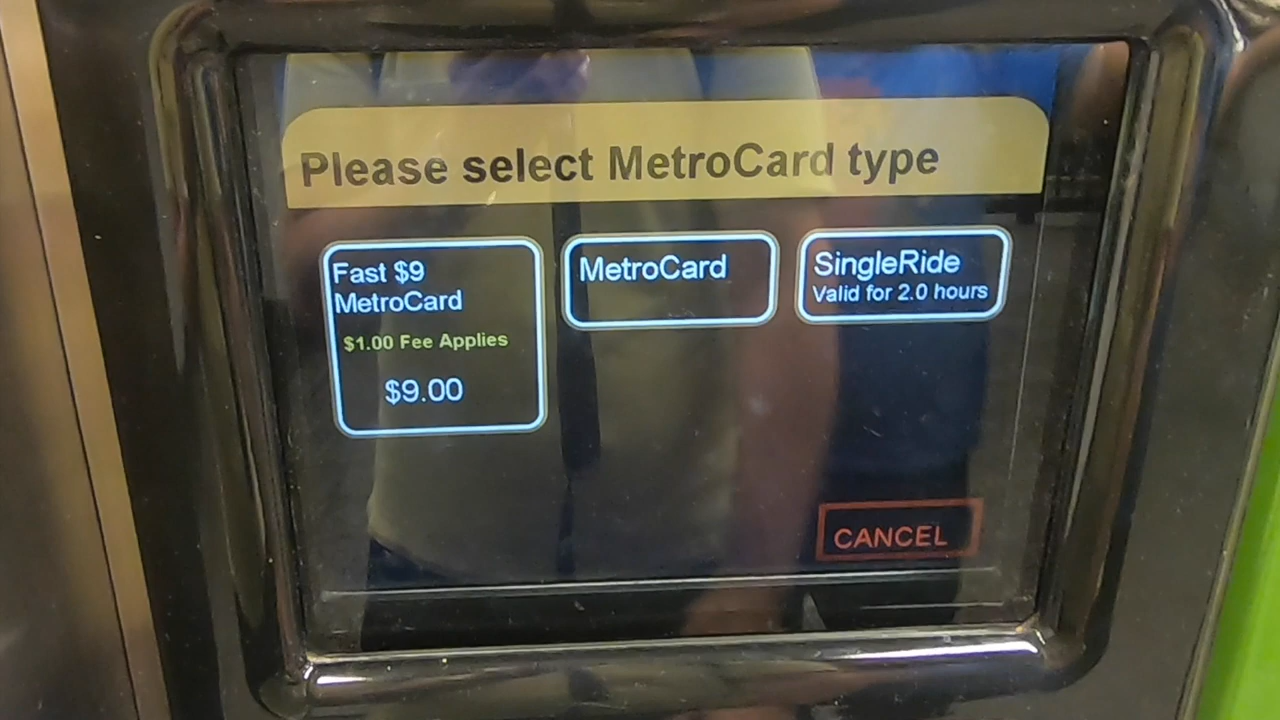 Please select MetroCard type
Fast $9
MetroCard
$1.00 Fee Applies
$9.00
MetroCard
SingleRide
Valid for 2.0 hours
CANCEL